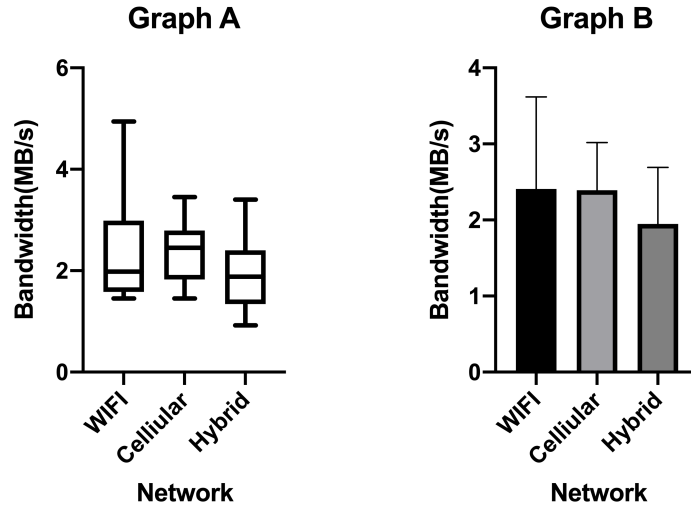 Graph A
Bandwidth(MB/s)
6
4
2
0
WIFI
Celliular
Hybrid
Network
Graph B
Bandwidth(MB/s)
4
3
2
1
0
WIFI
Celliular
Hybrid
Network